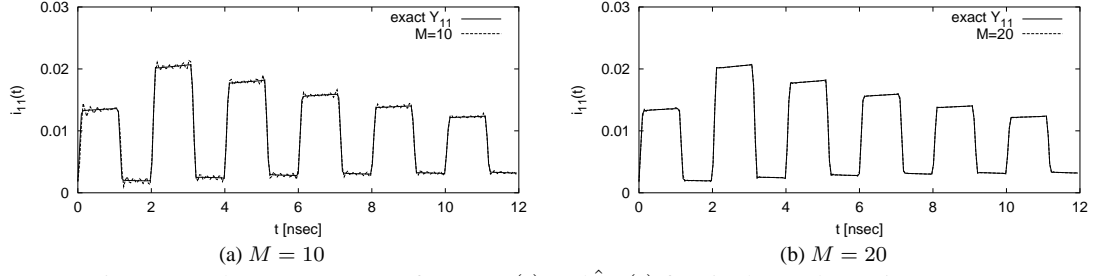 0.03
0.02
0.01
0
i11(t)
exact Y11
M=10
0 2 4 6 8 10 12
t [nsec]
(a) M = 10
0.03
0.02
0.01
0
i11(t)
exact Y11
M=20
0 2 4 6 8 10 12
t [nsec]
(b) M = 20